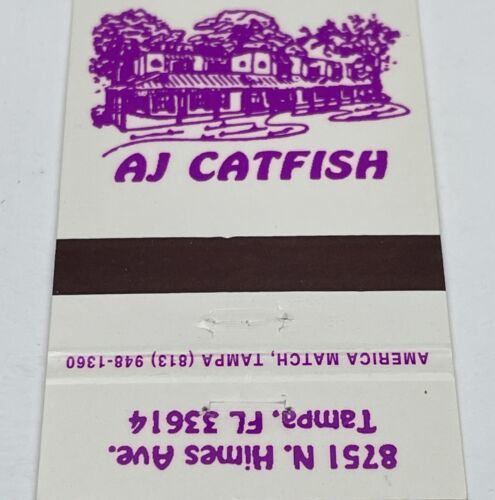 AJ CATFISH
AMERICA MATCH, TAMPA (813) 948-1360
8751 N. Himes Ave.
Tampa, FL 33614